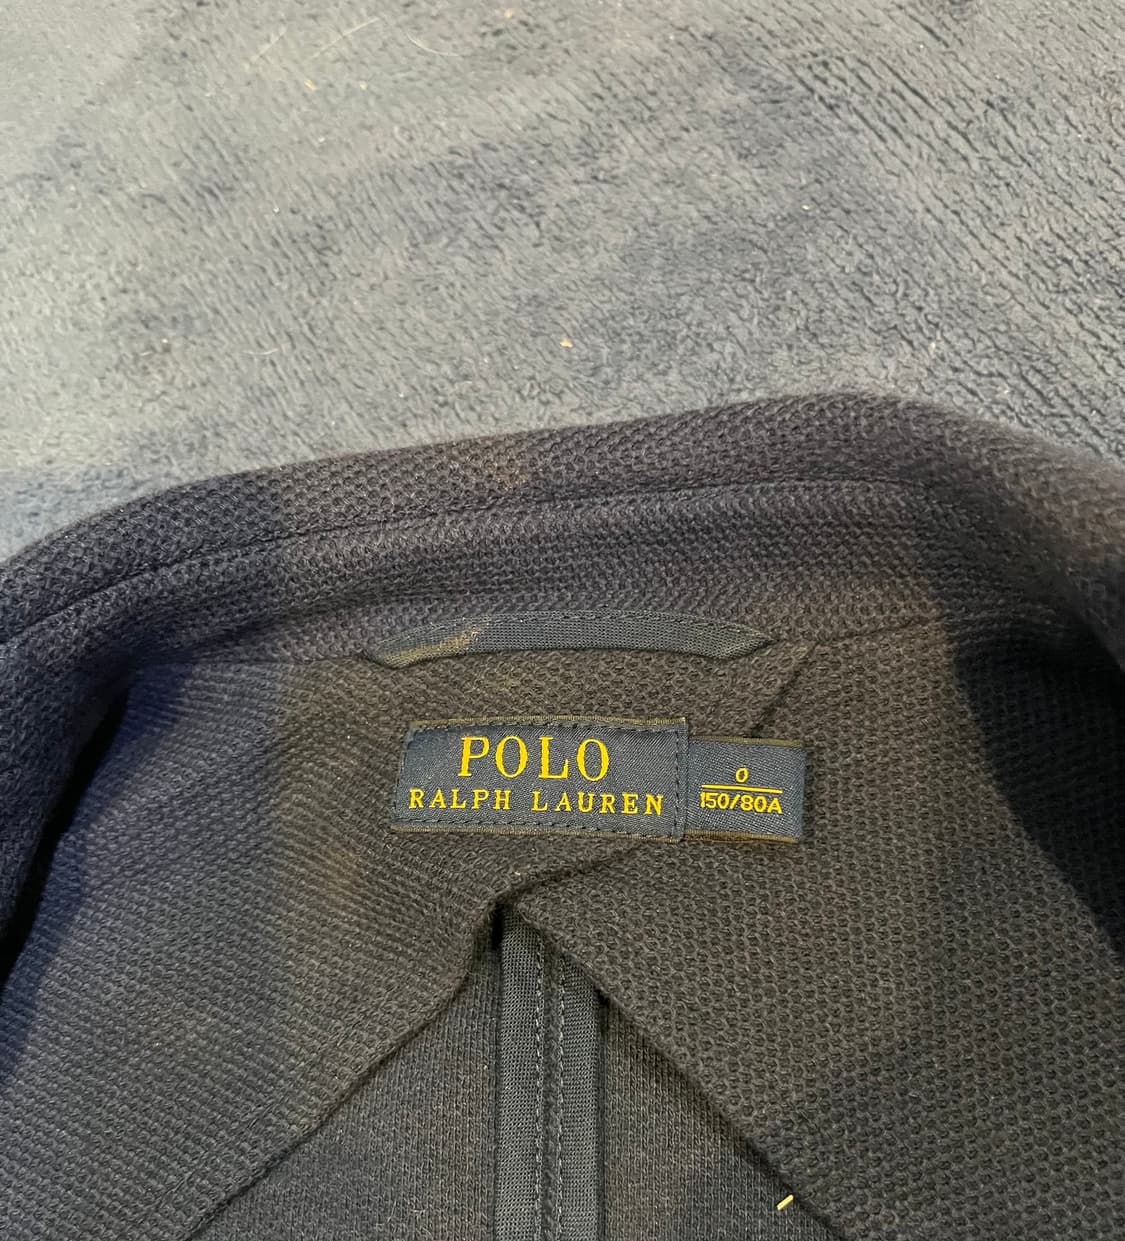 POLO
RALPH LAUREN
0
150/80A